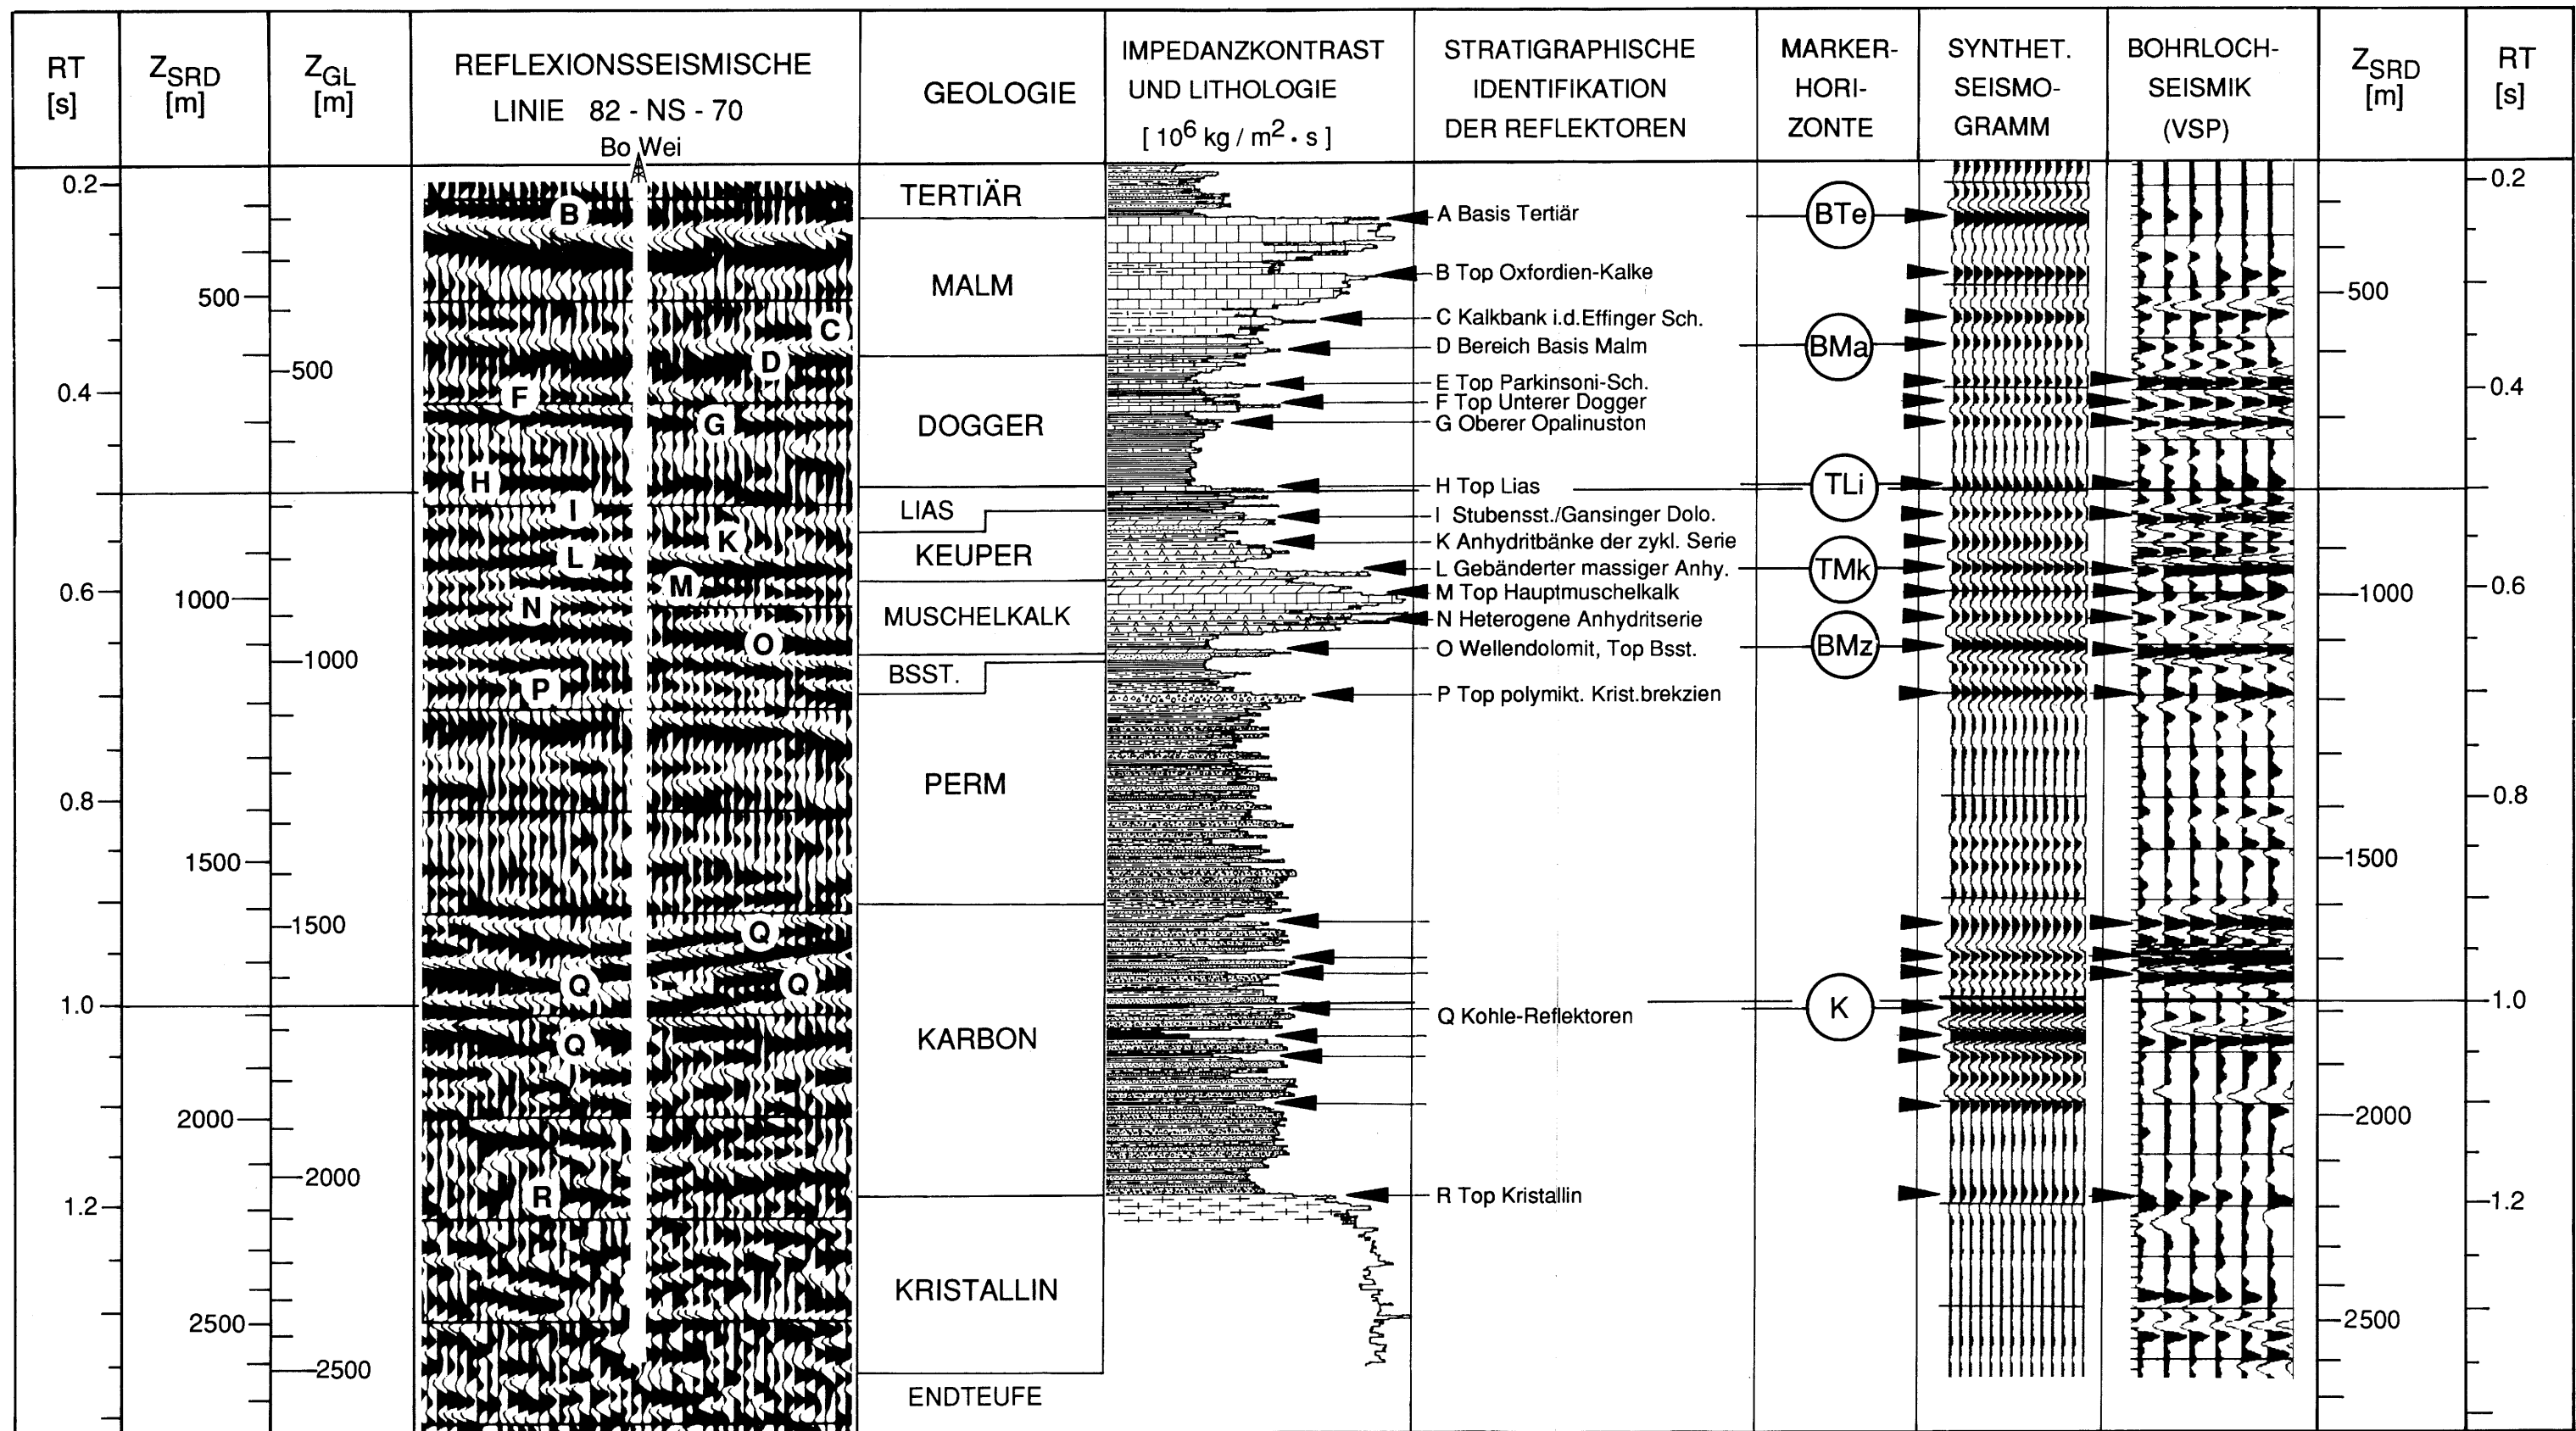 RT
[s]
ZSRD
[m]
ZGL
[m]
REFLEXIONSSEISMISCHE
LINIE 82 - NS - 70
Bo Wei
GEOLOGIE
IMPEDANZKONTRAST
UND LITHOLOGIE
[ 10⁶ kg / m² · s ]
STRATIGRAPHISCHE
IDENTIFIKATION
DER REFLEKTOREN
MARKER-
HORI-
ZONTE
SYNTHET.
SEISMO-
GRAMM
BOHRLOCH-
SEISMIK
(VSP)
ZSRD
[m]
RT
[s]
0.2
0.4
0.6
0.8
1.0
1.2
500
1000
1500
2000
2500
500
1000
1500
2000
2500
B
C
D
F
G
H
I
K
L
M
N
O
P
Q
Q
Q
Q
R
TERTIÄR
MALM
DOGGER
LIAS
KEUPER
MUSCHELKALK
BSST.
PERM
KARBON
KRISTALLIN
ENDTEUFE
A Basis Tertiär
B Top Oxfordien-Kalke
C Kalkbank i.d.Effinger Sch.
D Bereich Basis Malm
E Top Parkinsoni-Sch.
F Top Unterer Dogger
G Oberer Opalinuston
H Top Lias
I Stubensst./Gansinger Dolo.
K Anhydritbänke der zykl. Serie
L Gebänderter massiger Anhy.
M Top Hauptmuschelkalk
N Heterogene Anhydritserie
O Wellendolomit, Top Bsst.
P Top polymikt. Krist.brekzien
Q Kohle-Reflektoren
R Top Kristallin
BTe
BMa
TLi
TMk
BMz
K
500
1000
1500
2000
2500
0.2
0.4
0.6
0.8
1.0
1.2